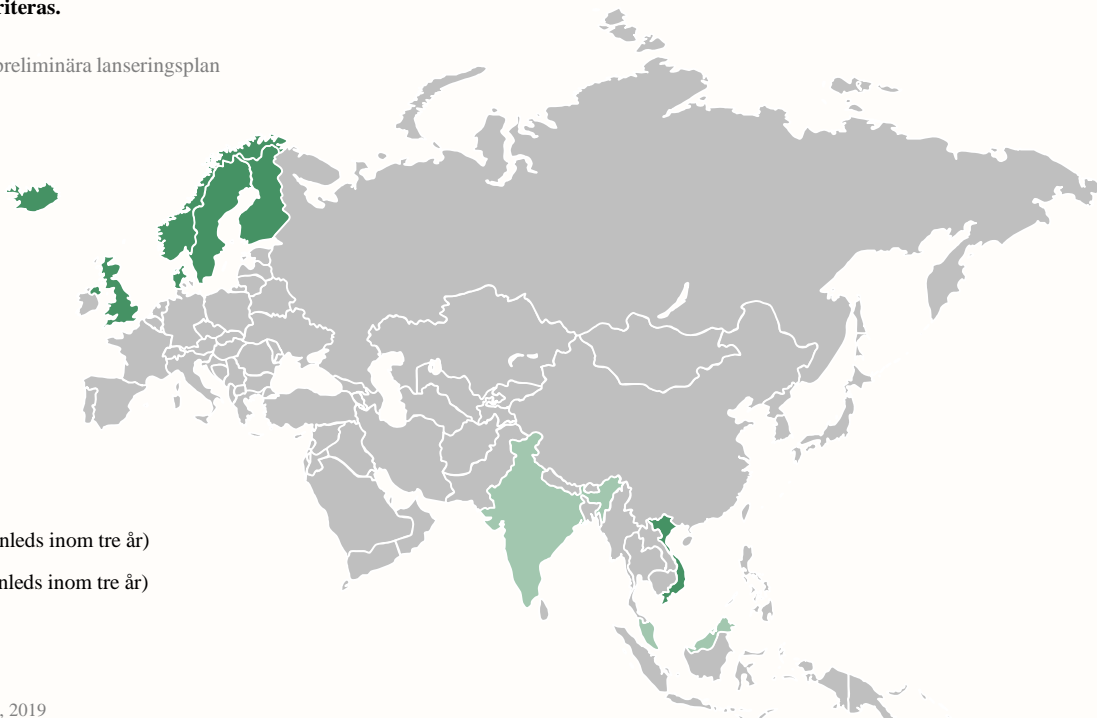 riteras.
preliminära lanseringsplan
nleds inom tre år)
nleds inom tre år)
, 2019